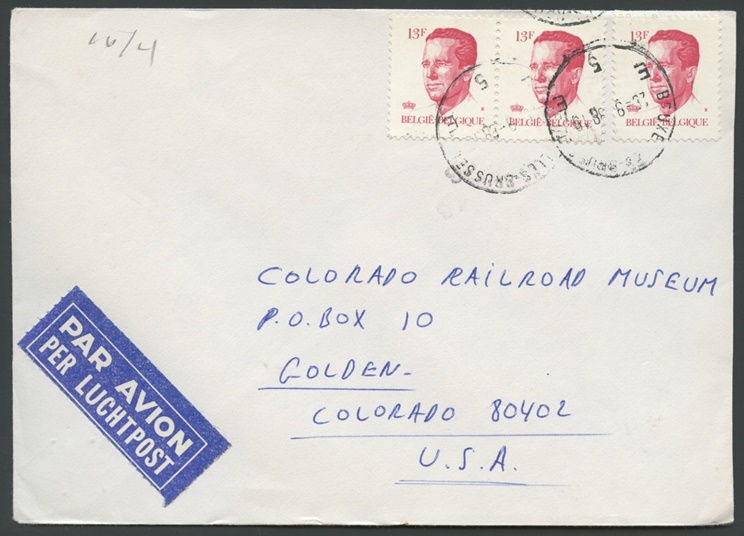 10/4
13F 13F 13F
BELGIË-BELGIQUE BELGIË-BELGIQUE BELGIË-BELGIQUE
COLORADO RAILROAD MUSEUM
P.O.BOX 10
GOLDEN-
COLORADO 80402
U.S.A.
PAR AVION
PER LUCHTPOST